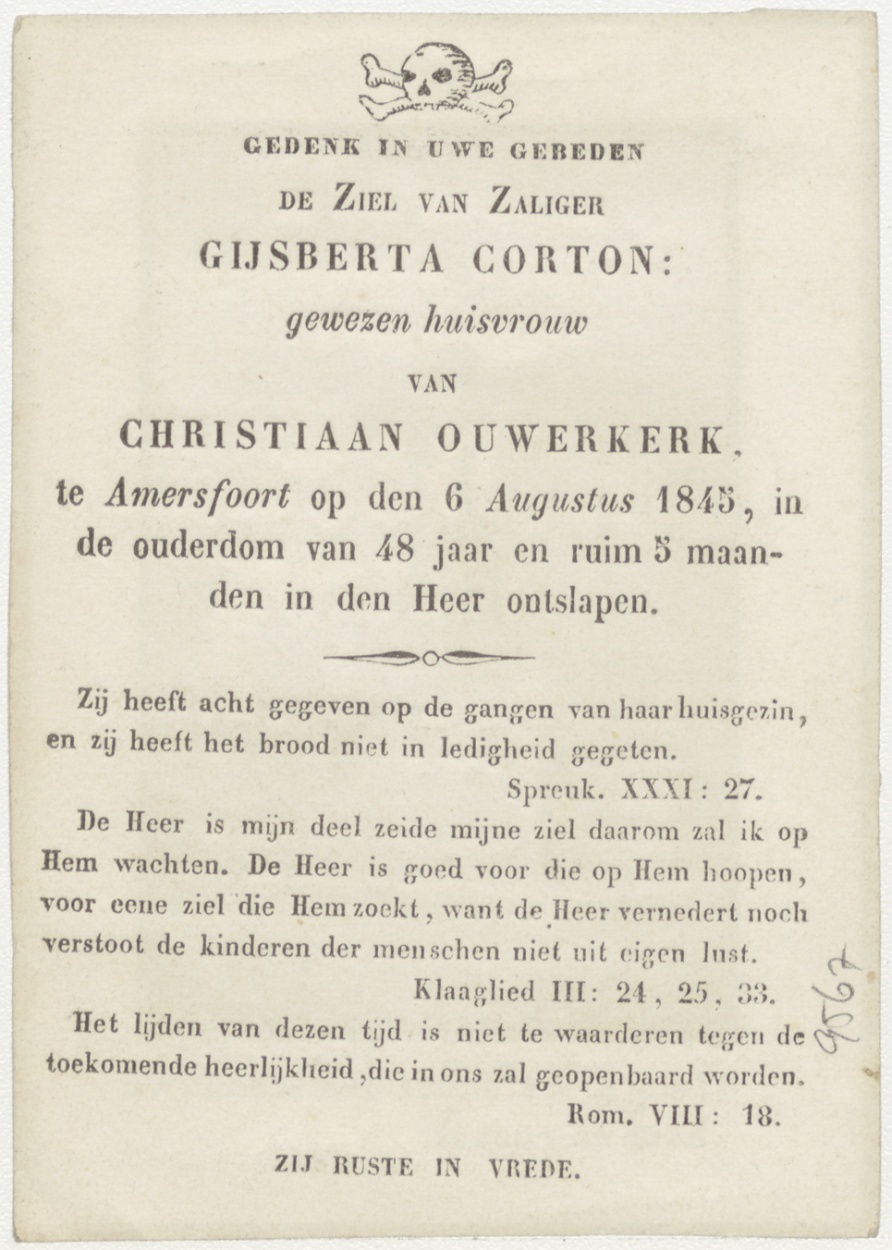 GEDENK IN UWE GEBEDEN
DE ZIEL VAN ZALIGER
GIJSBERTA CORTON:
gewezen huisvrouw
VAN
CHRISTIAAN OUWERKERK,
te Amersfoort op den 6 Augustus 1845, in
de ouderdom van 48 jaar en ruim 5 maan-
den in den Heer ontslapen.
Zij heeft acht gegeven op de gangen van haar huisgezin,
en zij heeft het brood niet in ledigheid gegeten.
Spreuk. XXXI: 27.
De Heer is mijn deel zeide mijne ziel daarom zal ik op
Hem wachten. De Heer is goed voor die op Hem hoopen,
voor eene ziel die Hem zoekt, want de Heer vernedert noch
verstoot de kinderen der menschen niet uit eigen lust.
Klaaglied III: 24, 25, 33.
Het lijden van dezen tijd is niet te waarderen tegen de
toekomende heerlijkheid, die in ons zal geopenbaard worden.
Rom. VIII: 18.
ZIJ RUSTE IN VREDE.
9567